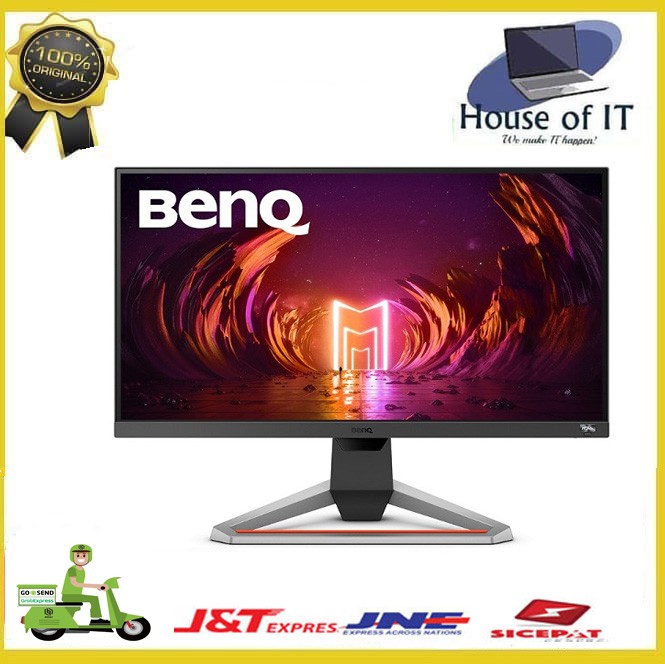 100%
ORIGINAL
House of IT
We make IT happen!
BenQ
BenQ
GO SEND
GrabExpress
J&T EXPRES
JNE
EXPRESS ACROSS NATIONS
SICEPAT